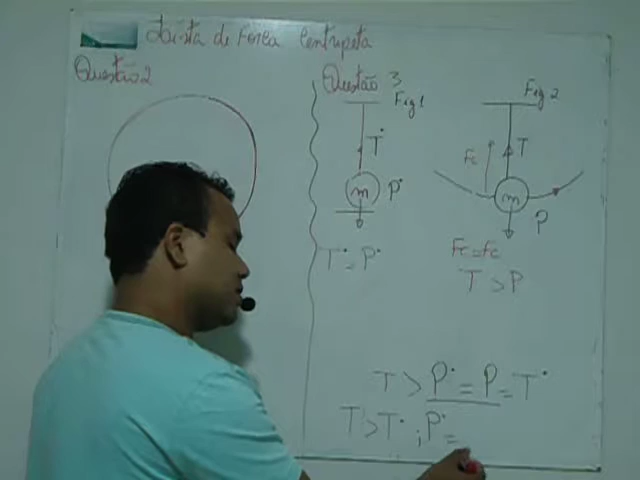 Lista de Força Centrípeta
Questão 2
Questão 3
Fig 1
T•
m
P•
T• = P•
Fig 2
Fc
T
m
P
Fc = Fc
T > P
T > P• = P = T•
T > T• ; P• =